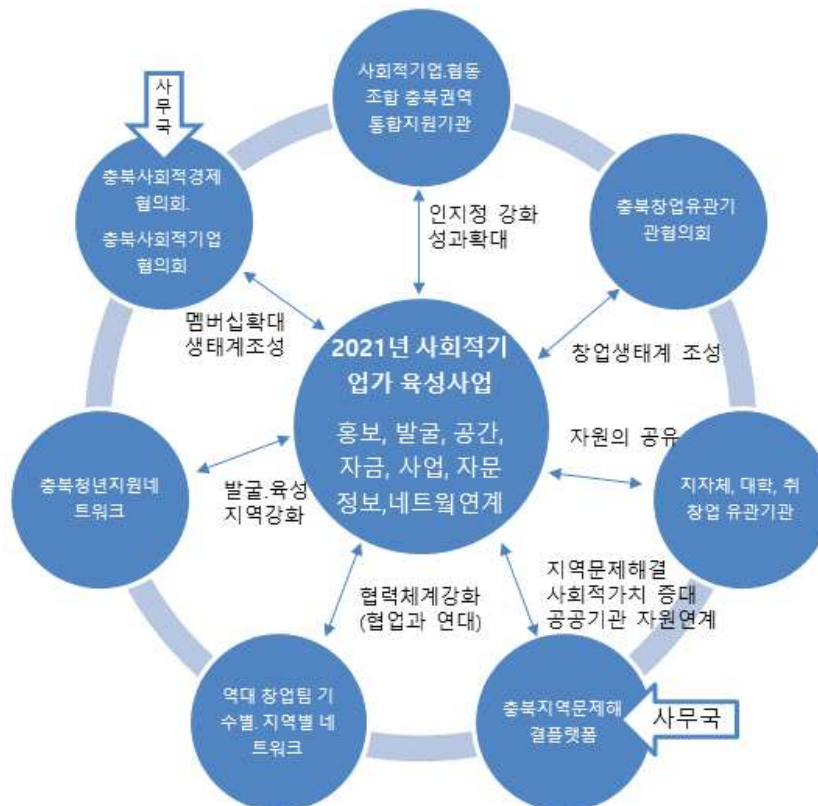 사회적기업.협동
조합 충북권역
통합지원기관
사무국
충북사회적경제
협의회.
충북사회적기업
협의회
충북창업유관기
관협의회
인지정 강화
성과확대
멤버십확대
생태계조성
2021년 사회적기
업가 육성사업
홍보, 발굴, 공간,
자금, 사업, 자문
정보,네트웤연계
창업생태계 조성
자원의 공유
지자체, 대학, 취
창업 유관기관
충북청년지원네
트워크
발굴.육성
지역강화
협력체계강화
(협업과 연대)
지역문제해결
사회적가치 증대
공공기관 자원연계
역대 창업팀 기
수별. 지역별 네
트워크
충북지역문제해
결플랫폼
사무국